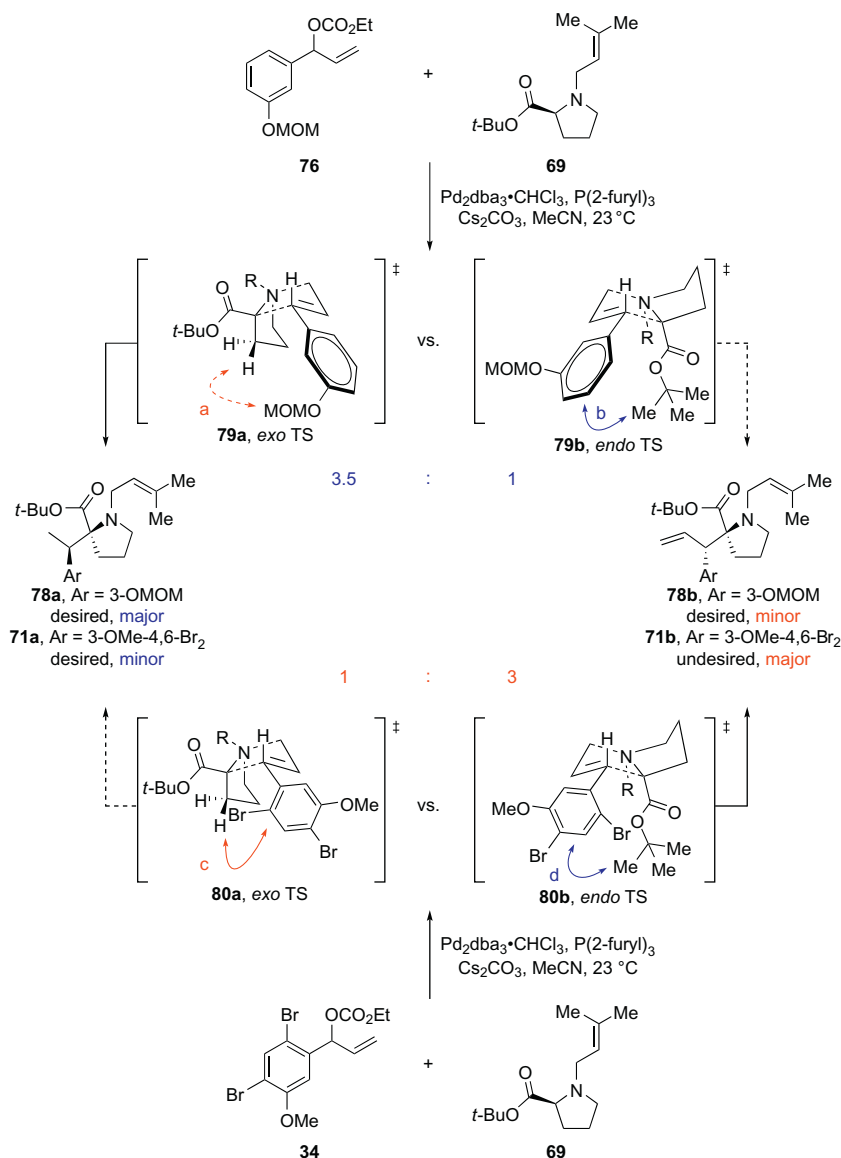 OCO2Et
OMOM
76
+
Me
Me
N
O
t-BuO
69
Pd2dba3•CHCl3, P(2-furyl)3
Cs2CO3, MeCN, 23 °C
R
H
N
O
t-BuO
H
H
MOMO
a
79a, exo TS
‡
vs.
H
N
R
O
O
MOMO
Me
Me
Me
b
79b, endo TS
‡
3.5 : 1
O
t-BuO
N
Me
Me
Ar
78a, Ar = 3-OMOM
desired, major
71a, Ar = 3-OMe-4,6-Br2
desired, minor
O
t-BuO
N
Me
Me
Ar
78b, Ar = 3-OMOM
desired, minor
71b, Ar = 3-OMe-4,6-Br2
undesired, major
1 : 3
R
H
N
O
t-BuO
H
H
Br
OMe
Br
c
80a, exo TS
‡
vs.
H
N
R
O
O
MeO
Br
Br
Me
Me
Me
d
80b, endo TS
‡
Pd2dba3•CHCl3, P(2-furyl)3
Cs2CO3, MeCN, 23 °C
Br
OCO2Et
Br
OMe
34
+
Me
Me
N
O
t-BuO
69